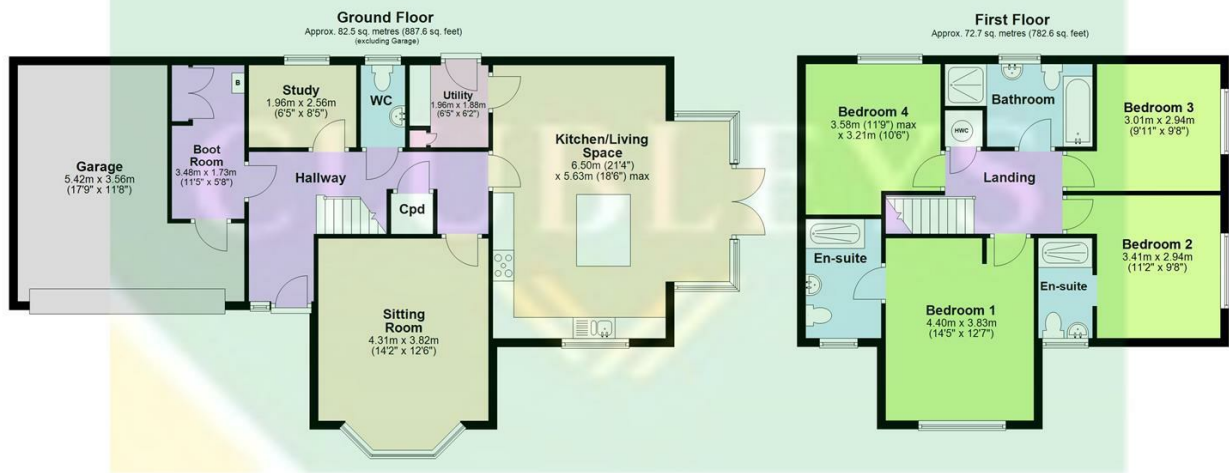 Ground Floor
Approx. 82.5 sq. metres (887.6 sq. feet)
(excluding Garage)
Garage
5.42m x 3.56m
(17'9" x 11'8")
Boot
Room
3.48m x 1.73m
(11'5" x 5'8")
B
Study
1.96m x 2.56m
(6'5" x 8'5")
WC
Utility
1.96m x 1.88m
(6'5" x 6'2")
Kitchen/Living
Space
6.50m (21'4")
x 5.63m (18'6") max
Hallway
Cpd
Sitting
Room
4.31m x 3.82m
(14'2" x 12'6")
First Floor
Approx. 72.7 sq. metres (782.6 sq. feet)
Bedroom 4
3.58m (11'9") max
x 3.21m (10'6")
Bathroom
HWC
Bedroom 3
3.01m x 2.94m
(9'11" x 9'8")
Landing
En-suite
Bedroom 1
4.40m x 3.83m
(14'5" x 12'7")
En-suite
Bedroom 2
3.41m x 2.94m
(11'2" x 9'8")